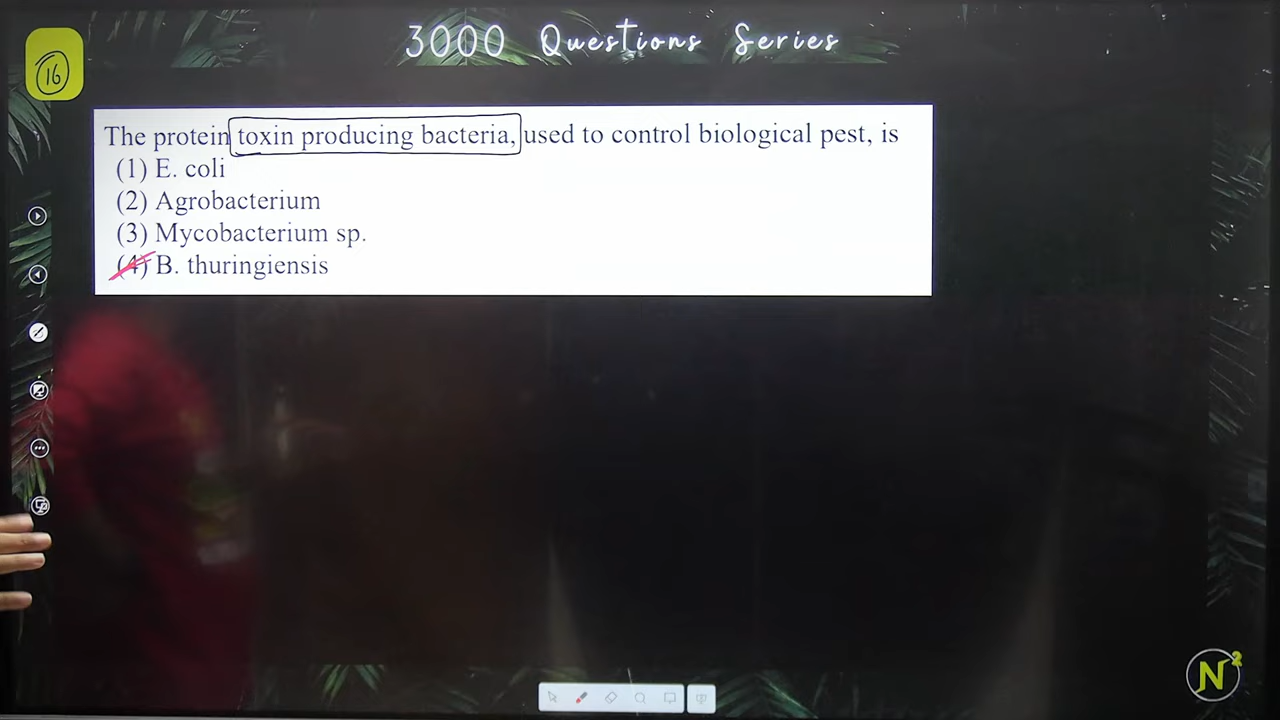 3000 Questions Series
16
The protein toxin producing bacteria, used to control biological pest, is
(1) E. coli
(2) Agrobacterium
(3) Mycobacterium sp.
(4) B. thuringiensis
N2